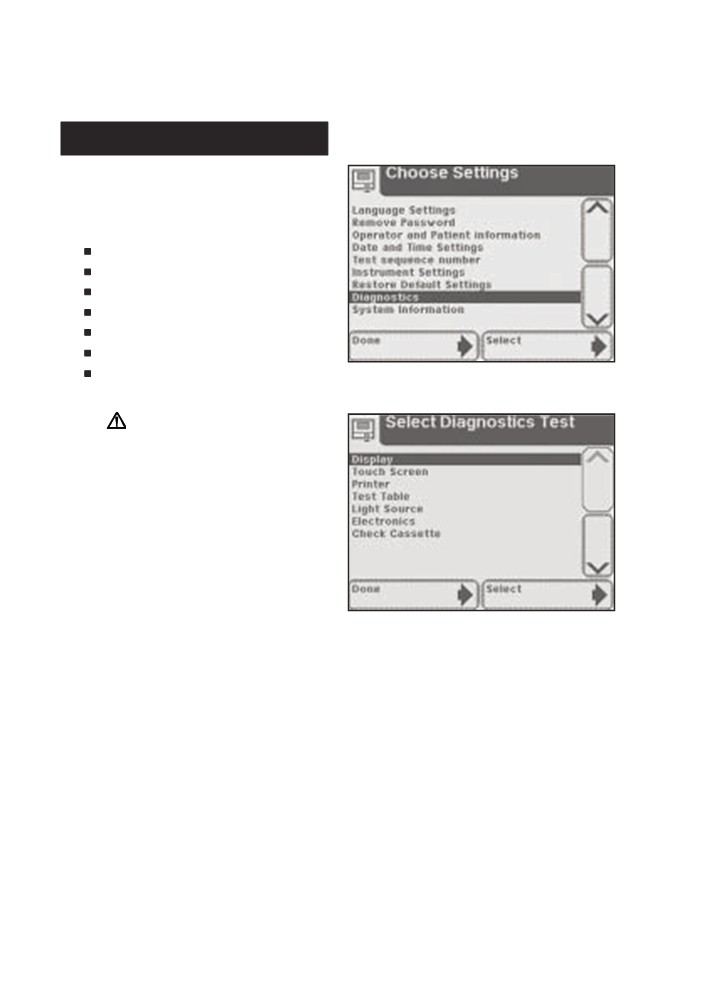 Choose Settings
Language Settings
Remove Password
Operator and Patient information
Date and Time Settings
Test sequence number
Instrument Settings
Restore Default Settings
Diagnostics
System Information
Done
Select
Select Diagnostics Test
Display
Touch Screen
Printer
Test Table
Light Source
Electronics
Check Cassette
Done
Select